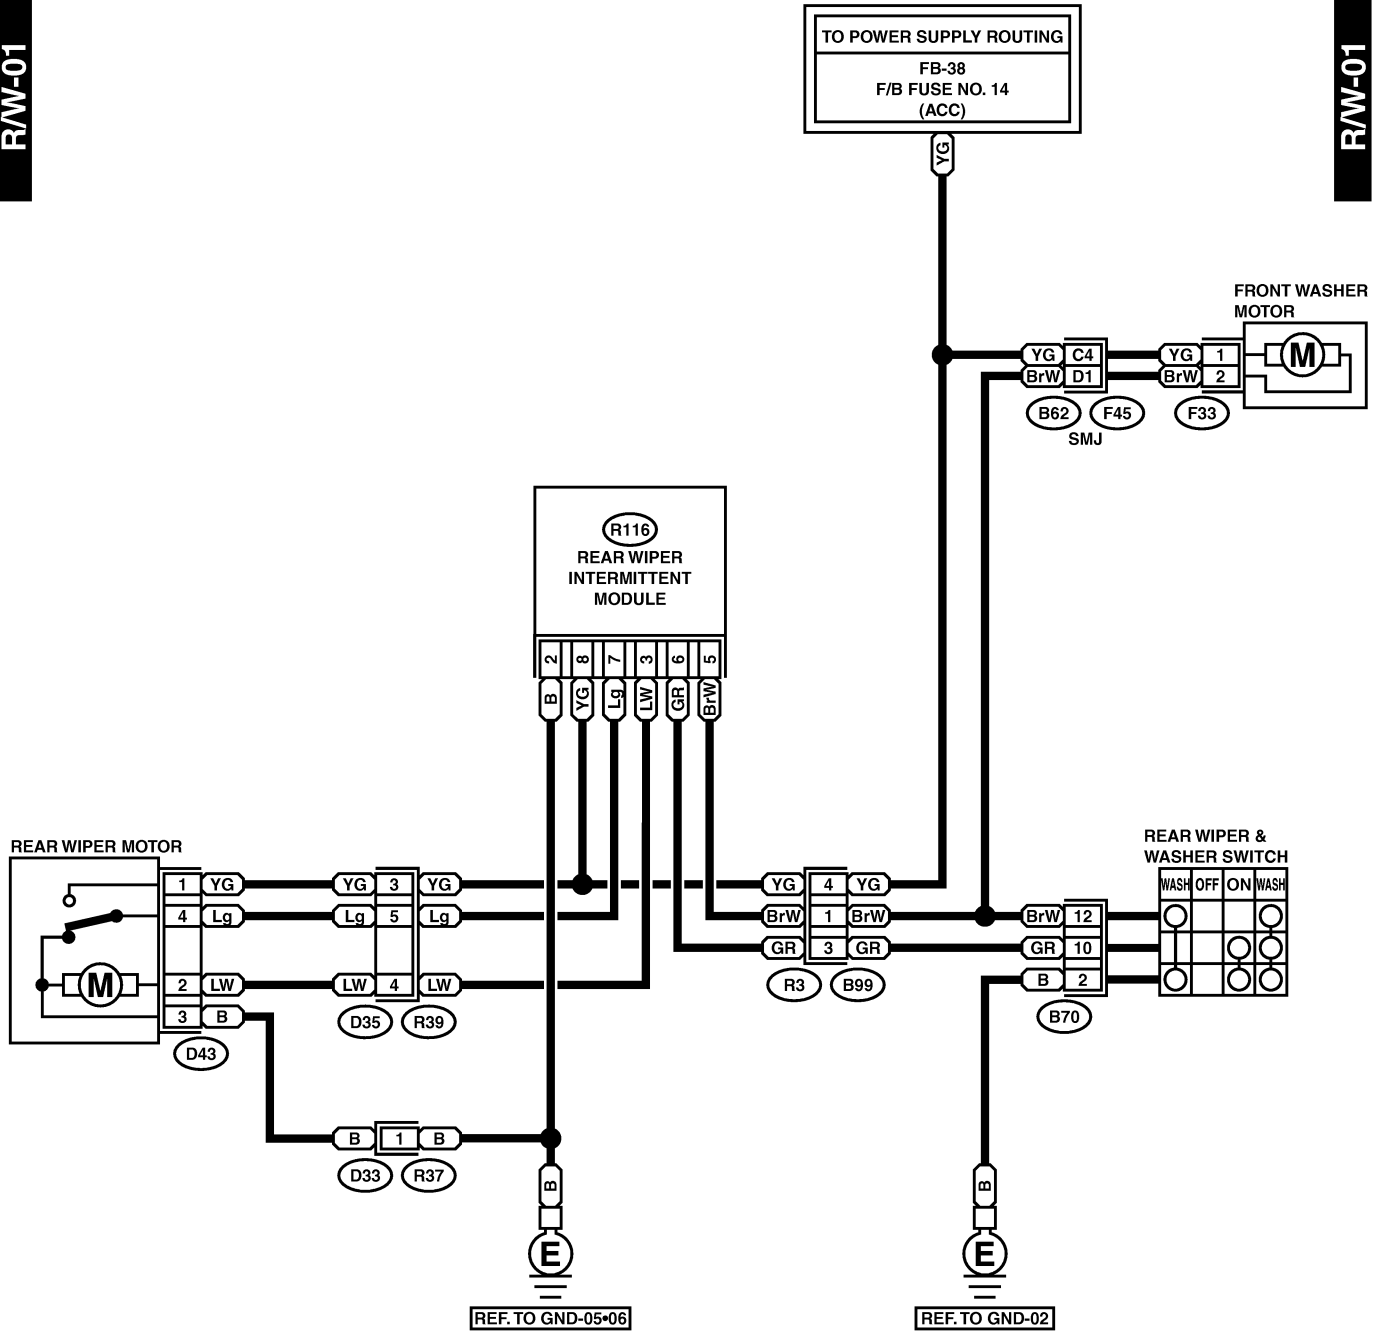 R/W-01
R/W-01
TO POWER SUPPLY ROUTING
FB-38
F/B FUSE NO. 14
(ACC)
YG
FRONT WASHER
MOTOR
YG C4 YG 1 M
BrW D1 BrW 2
B62 F45 F33
SMJ
R116
REAR WIPER
INTERMITTENT
MODULE
2 8 7 3 6 5
B YG Lg LW GR BrW
REAR WIPER MOTOR
REAR WIPER &
WASHER SWITCH
WASH OFF ON WASH
1 YG YG 3 YG YG 4 YG
4 Lg Lg 5 Lg BrW 1 BrW BrW 12
GR 3 GR GR 10
M 2 LW LW 4 LW B 2
R3 B99
3 B
D35 R39 B70
D43
B 1 B
D33 R37
B B
E E
REF. TO GND-05•06 REF. TO GND-02